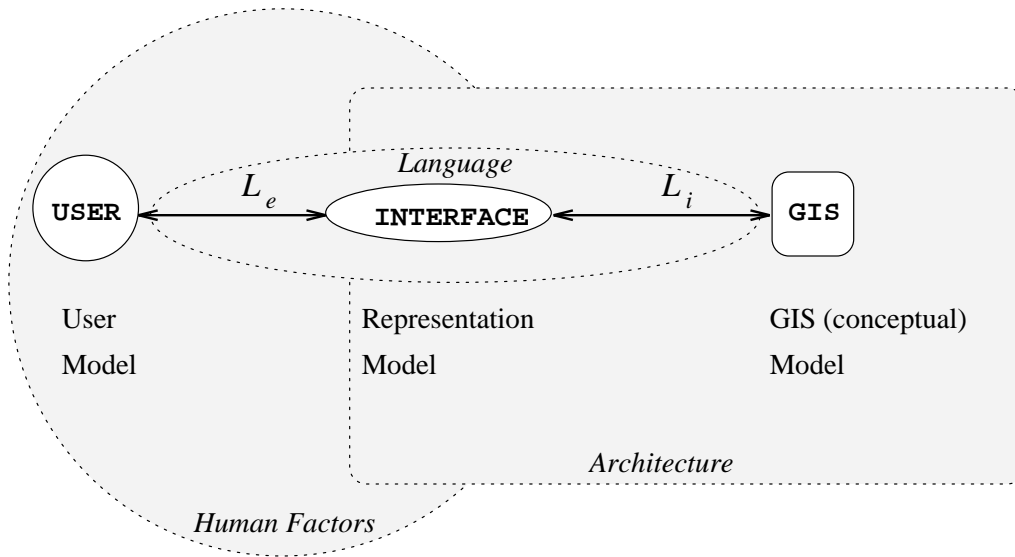 Language
L_e
L_i
USER
INTERFACE
GIS
User
Model
Representation
Model
GIS (conceptual)
Model
Architecture
Human Factors